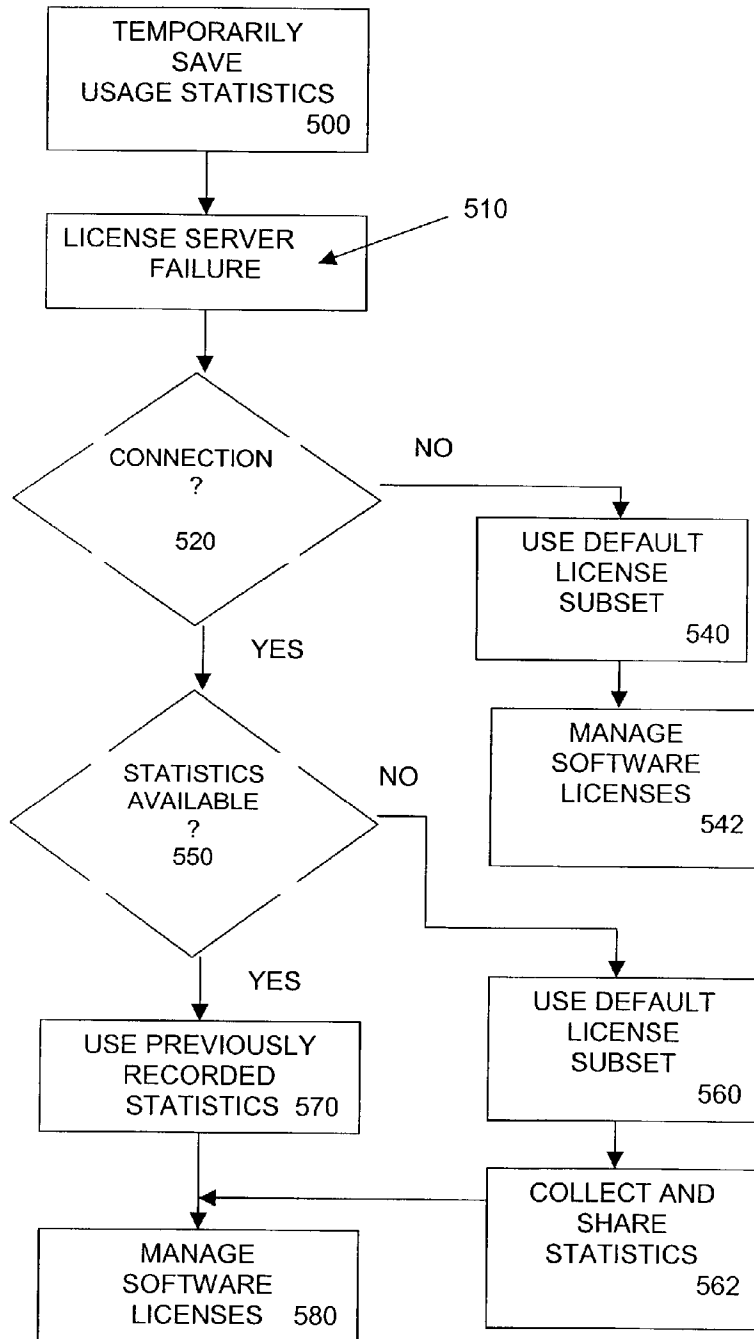 TEMPORARILY
SAVE
USAGE STATISTICS
500
510
LICENSE SERVER
FAILURE
CONNECTION
?
520
NO
YES
USE DEFAULT
LICENSE
SUBSET
540
MANAGE
SOFTWARE
LICENSES
542
STATISTICS
AVAILABLE
?
550
NO
YES
USE DEFAULT
LICENSE
SUBSET
560
USE PREVIOUSLY
RECORDED
STATISTICS 570
COLLECT AND
SHARE
STATISTICS
562
MANAGE
SOFTWARE
LICENSES 580